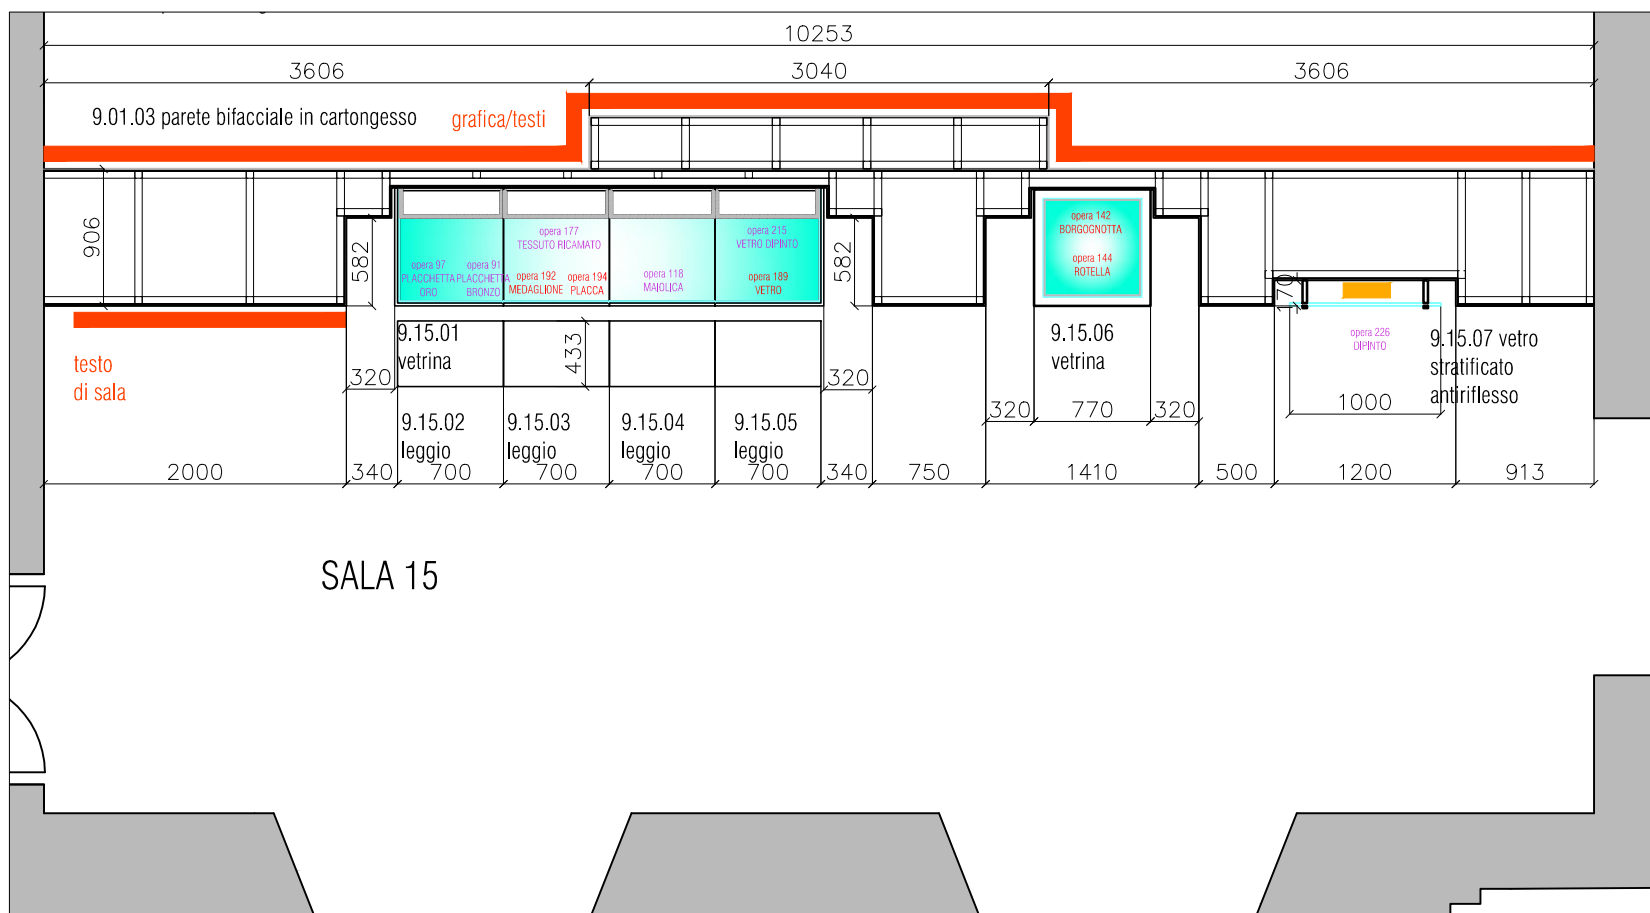 10253
3606
3040
3606
9.01.03 parete bifacciale in cartongesso
grafica/testi
906
582
opera 97
PLACCHETTA
ORO
opera 91
PLACCHETTA
BRONZO
opera 177
TESSUTO RICAMATO
opera 192
MEDAGLIONE
opera 194
PLACCA
opera 118
MAIOLICA
opera 215
VETRO DIPINTO
opera 189
VETRO
582
opera 142
BORGOGNOTTA
opera 144
ROTELLA
170
opera 226
DIPINTO
9.15.07 vetro
stratificato
antiriflesso
testo
di sala
9.15.01
vetrina
433
9.15.06
vetrina
320
320
320
770
320
1000
9.15.02
leggio
9.15.03
leggio
9.15.04
leggio
9.15.05
leggio
2000
340
700
700
700
700
340
750
1410
500
1200
913
SALA 15